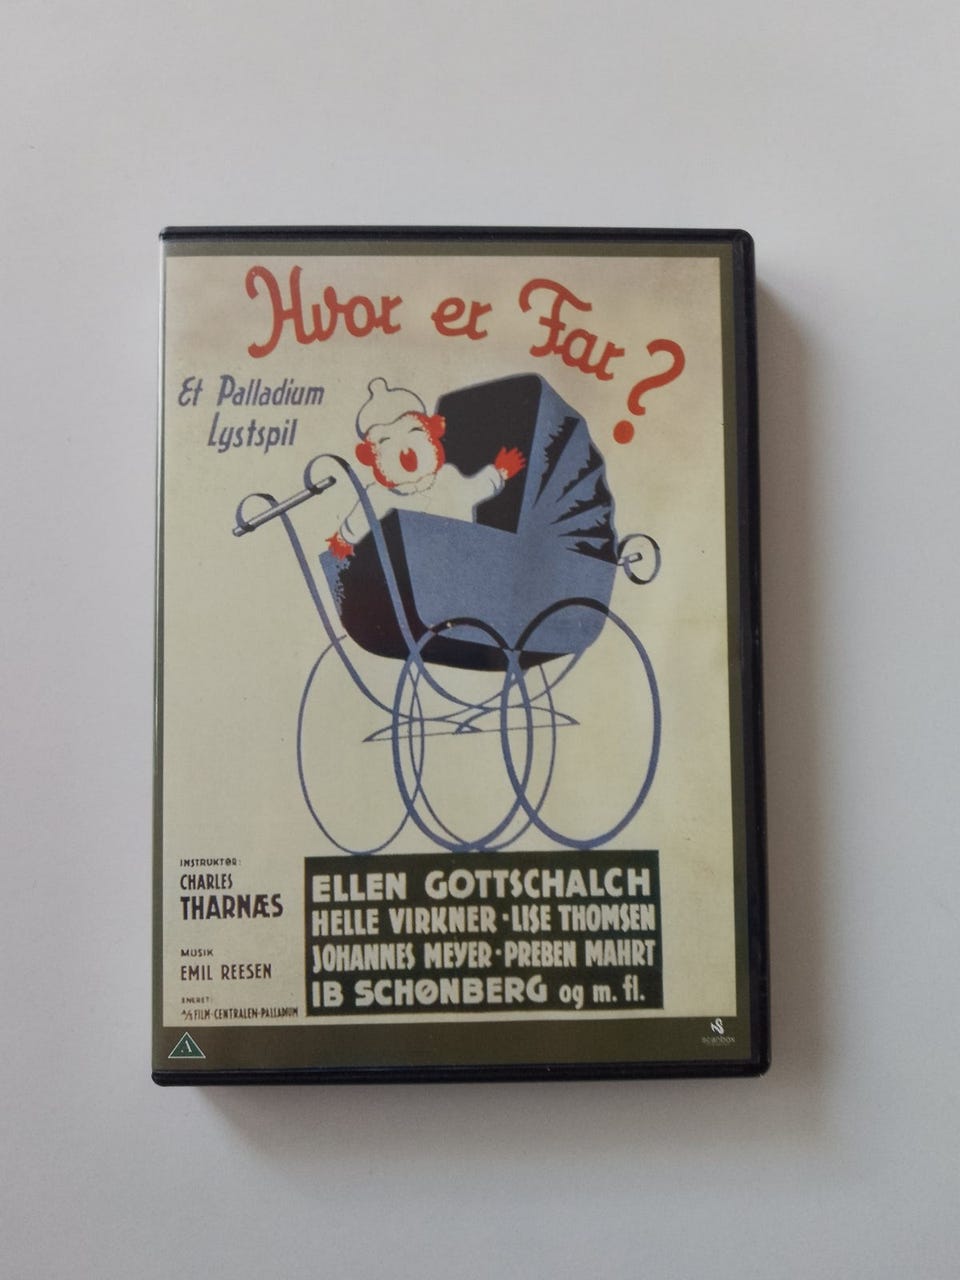 Hvor er Far?
Et Palladium
Lystspil
INSTRUKTØR:
CHARLES
THARNÆS
MUSIK
EMIL REESEN
ENERET:
A/S FILM-CENTRALEN-PALLADIUM
ELLEN GOTTSCHALCH
HELLE VIRKNER · LISE THOMSEN
JOHANNES MEYER · PREBEN MAHRT
IB SCHØNBERG og m. fl.
A
scanbox